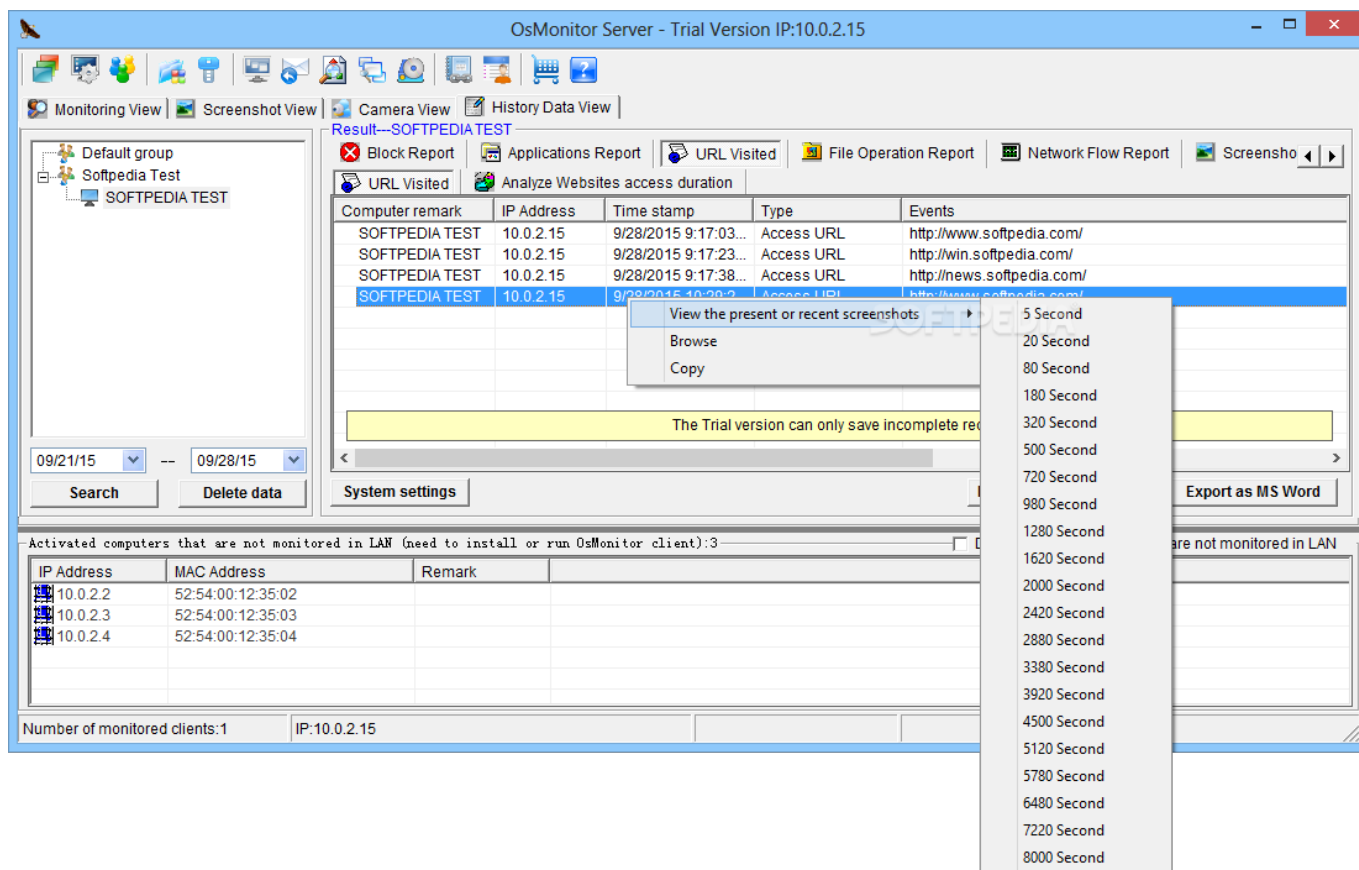 OsMonitor Server - Trial Version IP:10.0.2.15
Monitoring View Screenshot View Camera View History Data View
Result---SOFTPEDIA TEST
Default group
Softpedia Test
SOFTPEDIA TEST
Block Report Applications Report URL Visited File Operation Report Network Flow Report Screensho
URL Visited Analyze Websites access duration
Computer remark IP Address Time stamp Type Events
SOFTPEDIA TEST 10.0.2.15 9/28/2015 9:17:03... Access URL http://www.softpedia.com/
SOFTPEDIA TEST 10.0.2.15 9/28/2015 9:17:23... Access URL http://win.softpedia.com/
SOFTPEDIA TEST 10.0.2.15 9/28/2015 9:17:38... Access URL http://news.softpedia.com/
SOFTPEDIA TEST 10.0.2.15 9/28/2015 10:29:2... Access URL http://www.softpedia.com/
View the present or recent screenshots
Browse
Copy
SOFTPEDIA
5 Second
20 Second
80 Second
180 Second
320 Second
500 Second
720 Second
980 Second
1280 Second
1620 Second
2000 Second
2420 Second
2880 Second
3380 Second
3920 Second
4500 Second
5120 Second
5780 Second
6480 Second
7220 Second
8000 Second
The Trial version can only save incomplete
09/21/15 -- 09/28/15
Search Delete data System settings Export as MS Word
Activated computers that are not monitored in LAN (need to install or run OsMonitor client):3
are not monitored in LAN
IP Address MAC Address Remark
10.0.2.2 52:54:00:12:35:02
10.0.2.3 52:54:00:12:35:03
10.0.2.4 52:54:00:12:35:04
Number of monitored clients:1 IP:10.0.2.15